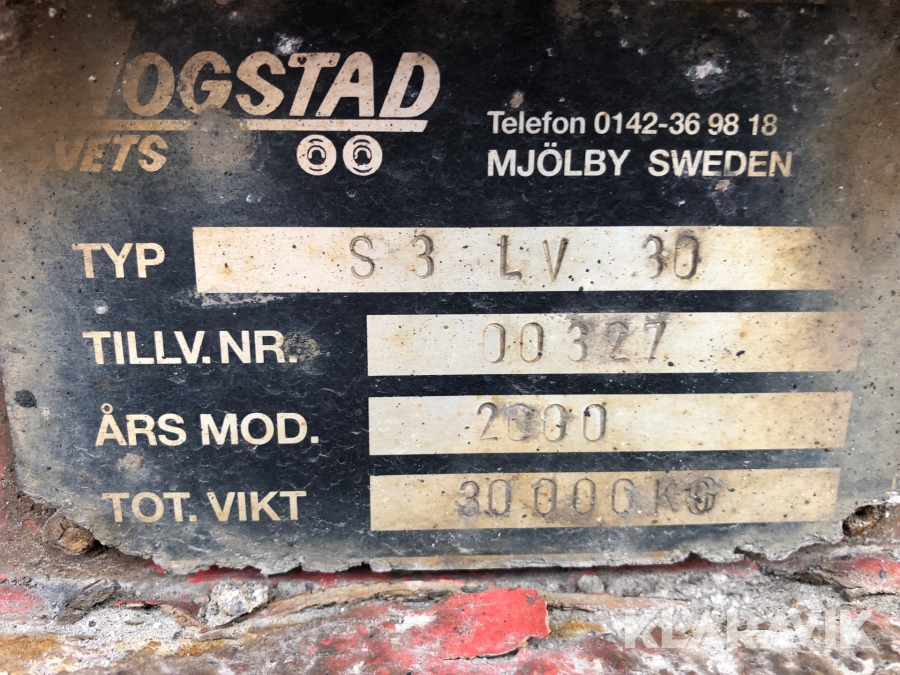 HOGSTAD
VETS
Telefon 0142-36 98 18
MJÖLBY SWEDEN
TYP S 3 LV 30
TILLV. NR. 00327
ÅRS MOD. 2000
TOT. VIKT 30 000 KG
KLARAVIK